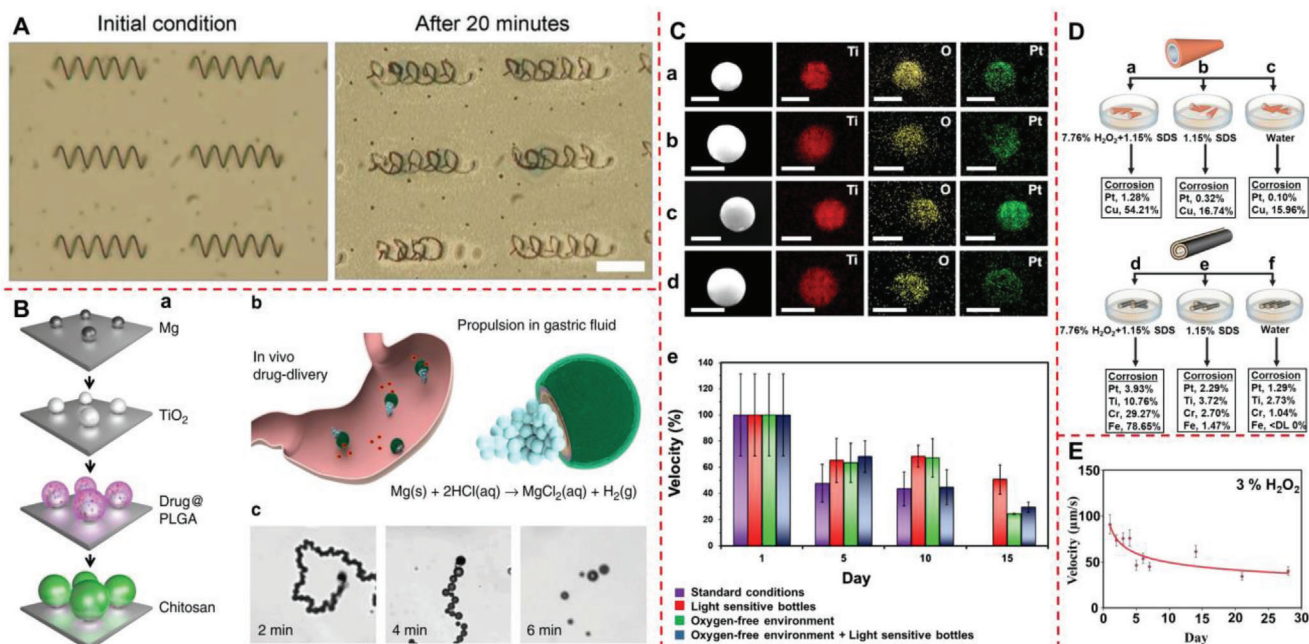 A
Initial condition
After 20 minutes
B
a
Mg
TiO2
Drug@
PLGA
Chitosan
b
In vivo
drug-dlivery
Propulsion in gastric fluid
Mg(s) + 2HCl(aq) → MgCl2(aq) + H2(g)
c
2 min
4 min
6 min
C
a
Ti
O
Pt
b
Ti
O
Pt
c
Ti
O
Pt
d
Ti
O
Pt
e
Velocity (%)
140
120
100
80
60
40
20
0
1
5
10
15
Day
Standard conditions
Light sensitive bottles
Oxygen-free environment
Oxygen-free environment + Light sensitive bottles
D
a
b
c
7.76% H2O2+1.15% SDS
1.15% SDS
Water
Corrosion
Pt, 1.28%
Cu, 54.21%
Corrosion
Pt, 0.32%
Cu, 16.74%
Corrosion
Pt, 0.10%
Cu, 15.96%
d
e
f
7.76% H2O2+1.15% SDS
1.15% SDS
Water
Corrosion
Pt, 3.93%
Ti, 10.76%
Cr, 29.27%
Fe, 78.65%
Corrosion
Pt, 2.29%
Ti, 3.72%
Cr, 2.70%
Fe, 1.47%
Corrosion
Pt, 1.29%
Ti, 2.73%
Cr, 1.04%
Fe, <DL 0%
E
3 % H2O2
Velocity (μm/s)
150
100
50
0
0
5
10
15
20
25
30
Day